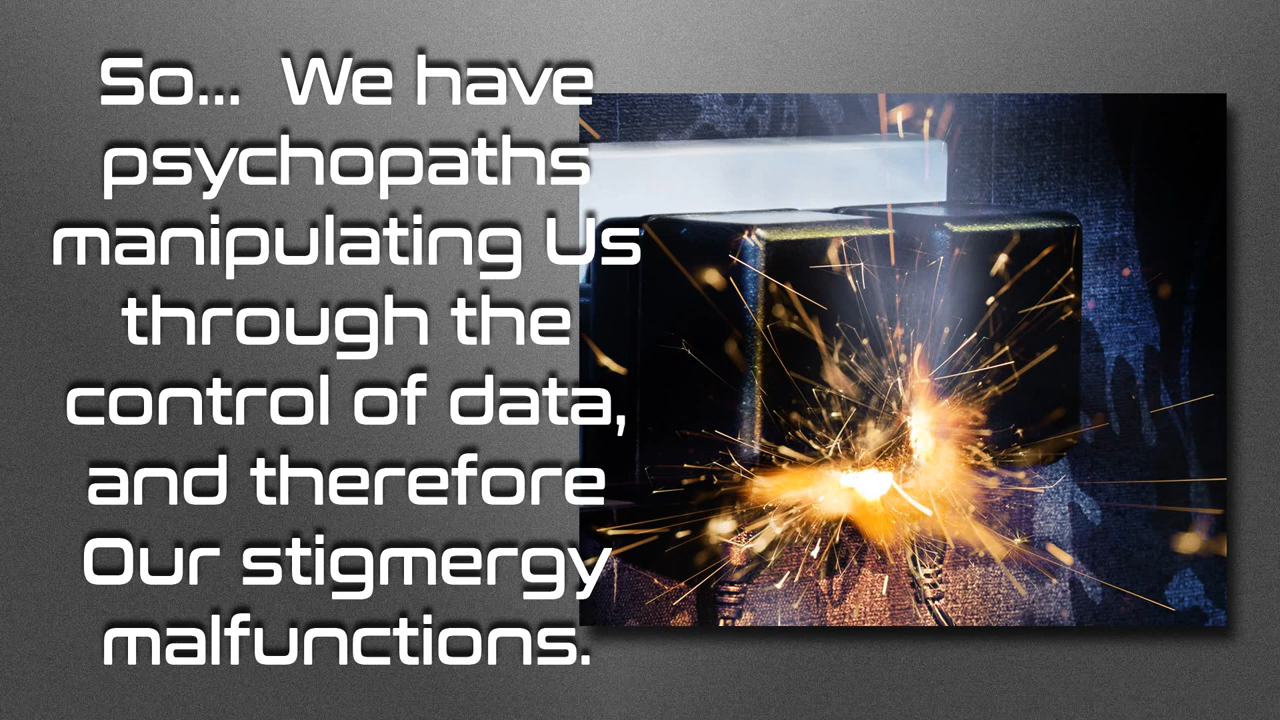 So... We have
psychopaths
manipulating Us
through the
control of data,
and therefore
Our stigmergy
malfunctions.